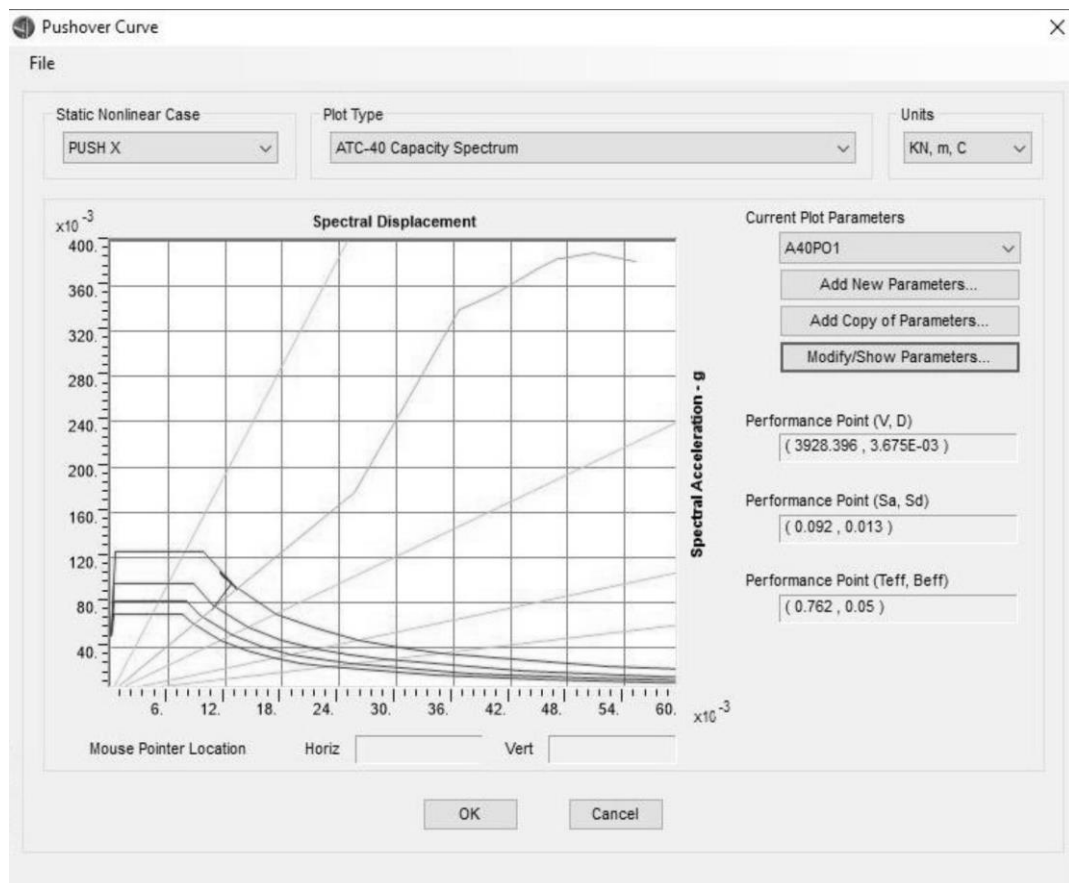 Pushover Curve
File
Static Nonlinear Case
PUSH X
Plot Type
ATC-40 Capacity Spectrum
Units
KN, m, C
x10 -3
Spectral Displacement
400.
360.
320.
280.
240.
200.
160.
120.
80.
40.
6. 12. 18. 24. 30. 36. 42. 48. 54. 60.
x10 -3
Spectral Acceleration - g
Mouse Pointer Location Horiz Vert
Current Plot Parameters
A40PO1
Add New Parameters...
Add Copy of Parameters...
Modify/Show Parameters...
Performance Point (V, D)
( 3928.396 , 3.675E-03 )
Performance Point (Sa, Sd)
( 0.092 , 0.013 )
Performance Point (Teff, Beff)
( 0.762 , 0.05 )
OK Cancel